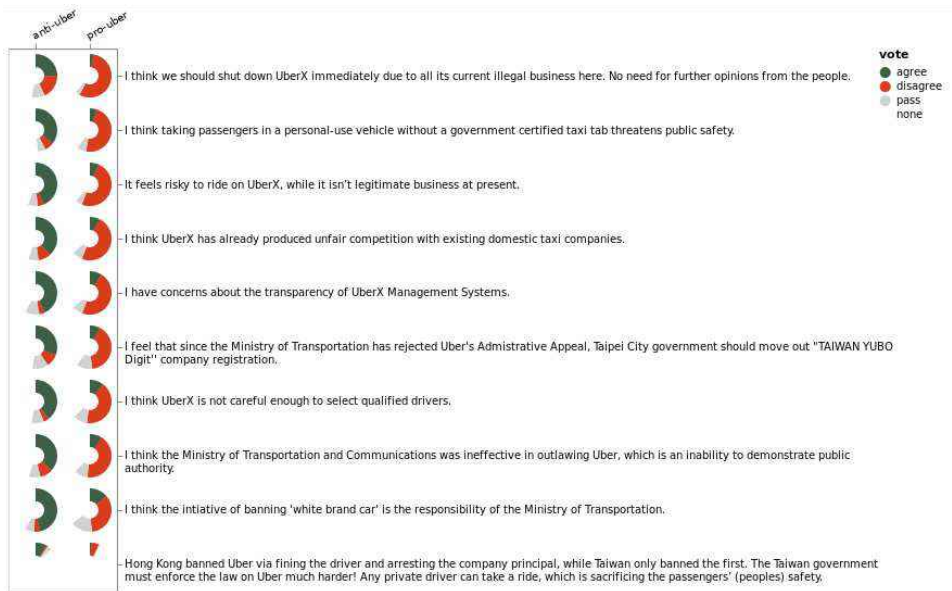 anti-uber
pro-uber
vote
agree
disagree
pass
none
I think we should shut down UberX immediately due to all its current illegal business here. No need for further opinions from the people.
I think taking passengers in a personal-use vehicle without a government certified taxi tab threatens public safety.
It feels risky to ride on UberX, while it isn't legitimate business at present.
I think UberX has already produced unfair competition with existing domestic taxi companies.
I have concerns about the transparency of UberX Management Systems.
I feel that since the Ministry of Transportation has rejected Uber's Admistrative Appeal, Taipei City government should move out "TAIWAN YUBO
Digit'' company registration.
I think UberX is not careful enough to select qualified drivers.
I think the Ministry of Transportation and Communications was ineffective in outlawing Uber, which is an inability to demonstrate public
authority.
I think the intiative of banning 'white brand car' is the responsibility of the Ministry of Transportation.
Hong Kong banned Uber via fining the driver and arresting the company principal, while Taiwan only banned the first. The Taiwan government
must enforce the law on Uber much harder! Any private driver can take a ride, which is sacrificing the passengers' (peoples) safety.